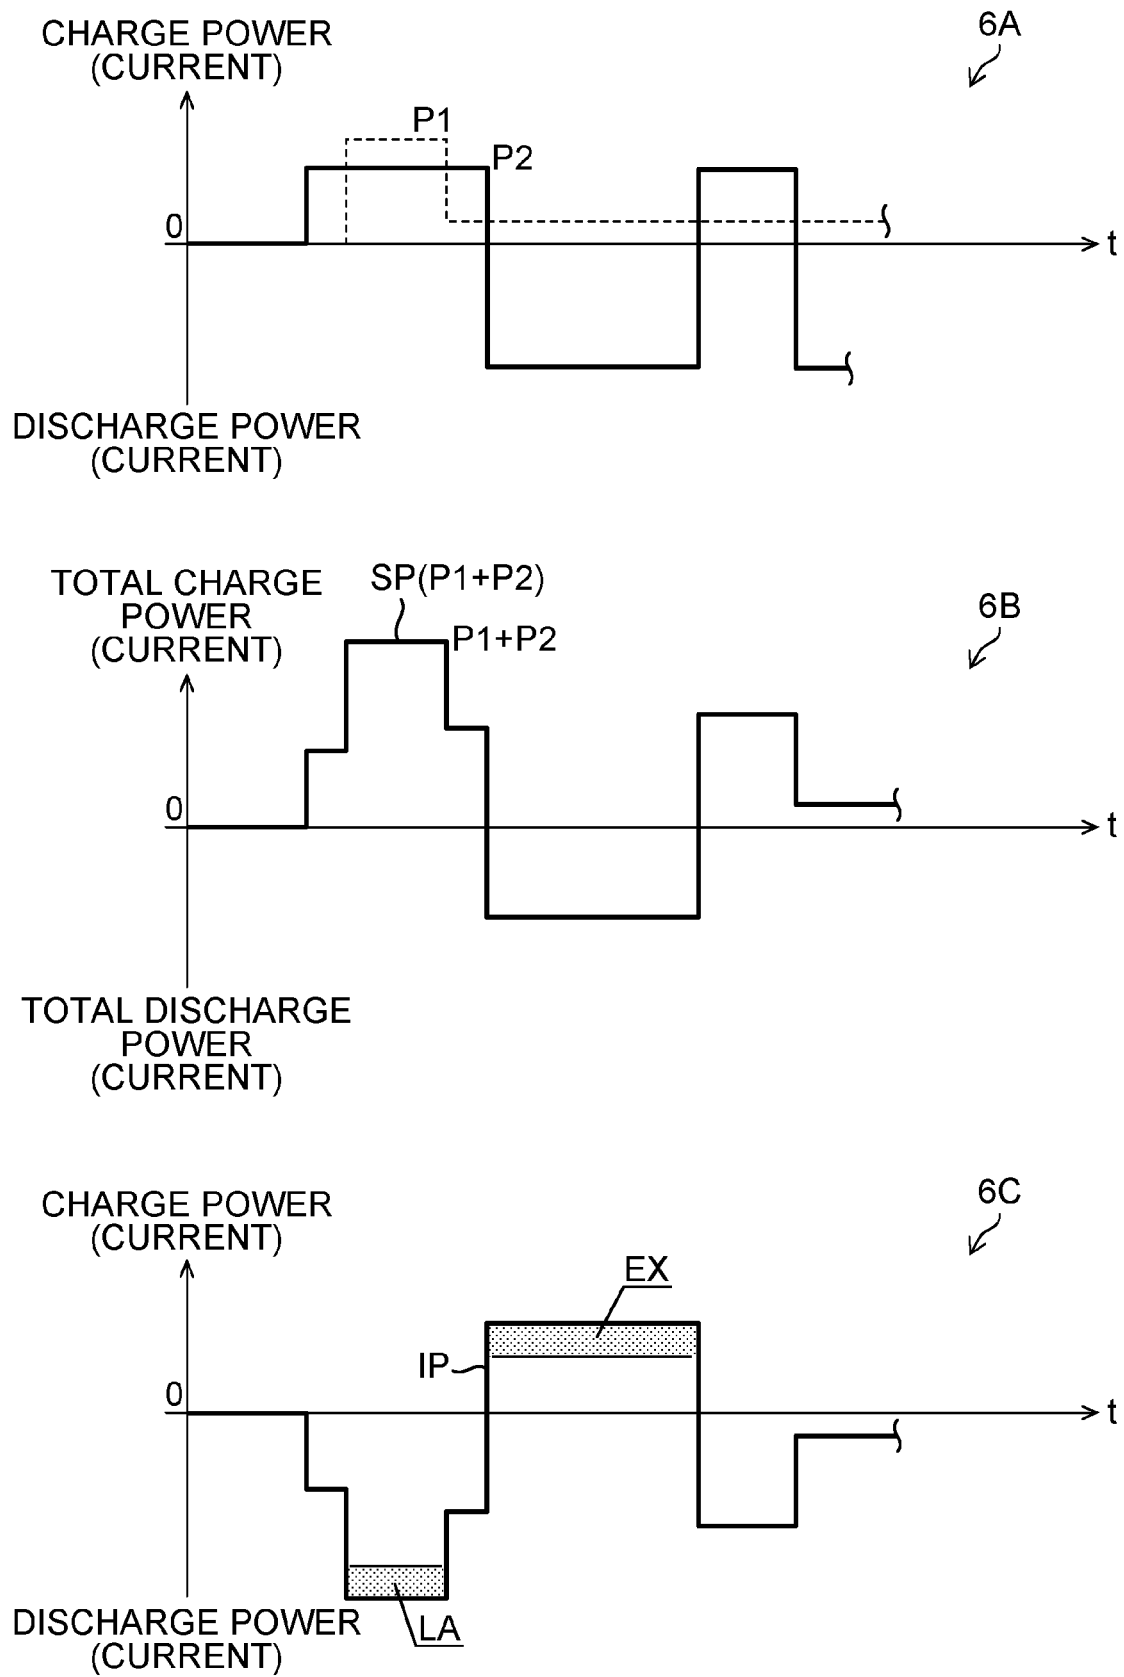 CHARGE POWER
(CURRENT)
6A
P1
P2
0
t
DISCHARGE POWER
(CURRENT)
TOTAL CHARGE
POWER
(CURRENT)
SP(P1+P2)
6B
P1+P2
0
t
TOTAL DISCHARGE
POWER
(CURRENT)
CHARGE POWER
(CURRENT)
6C
EX
IP
0
t
DISCHARGE POWER
(CURRENT)
LA